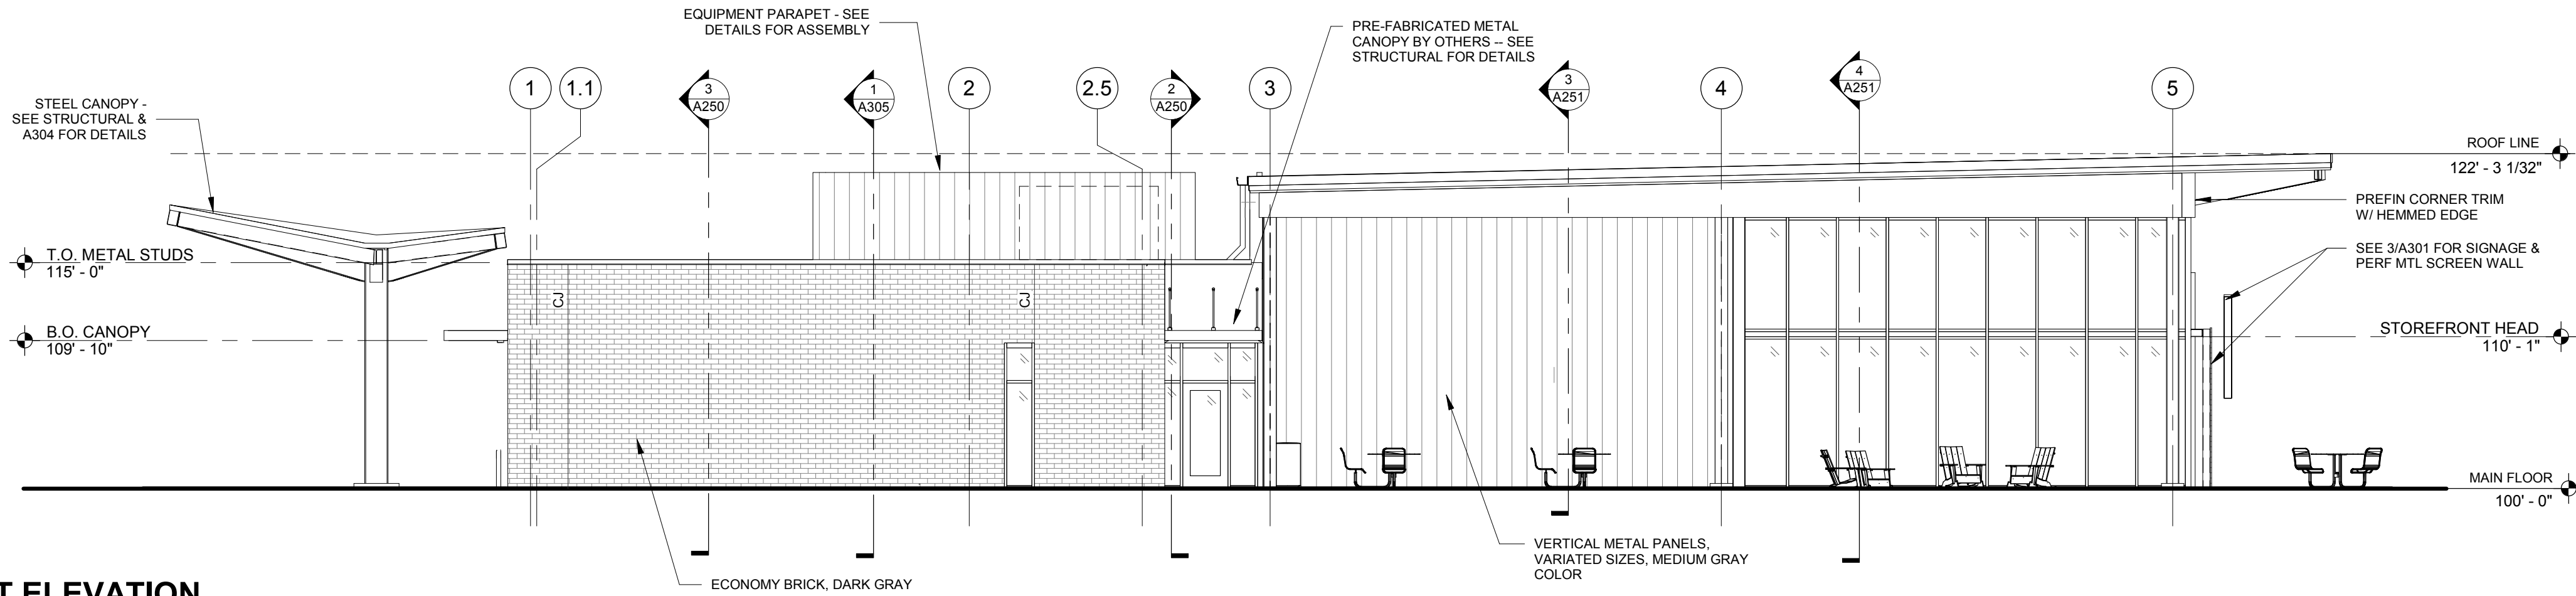 EQUIPMENT PARAPET - SEE
DETAILS FOR ASSEMBLY
PRE-FABRICATED METAL
CANOPY BY OTHERS -- SEE
STRUCTURAL FOR DETAILS
STEEL CANOPY -
SEE STRUCTURAL &
A304 FOR DETAILS
1
1.1
3
A250
1
A305
2
2.5
2
A250
3
3
A251
4
4
A251
5
ROOF LINE
122' - 3 1/32"
PREFIN CORNER TRIM
W/ HEMMED EDGE
SEE 3/A301 FOR SIGNAGE &
PERF MTL SCREEN WALL
T.O. METAL STUDS
115' - 0"
CJ
CJ
B.O. CANOPY
109' - 10"
STOREFRONT HEAD
110' - 1"
MAIN FLOOR
100' - 0"
VERTICAL METAL PANELS,
VARIATED SIZES, MEDIUM GRAY
COLOR
ECONOMY BRICK, DARK GRAY
T ELEVATION